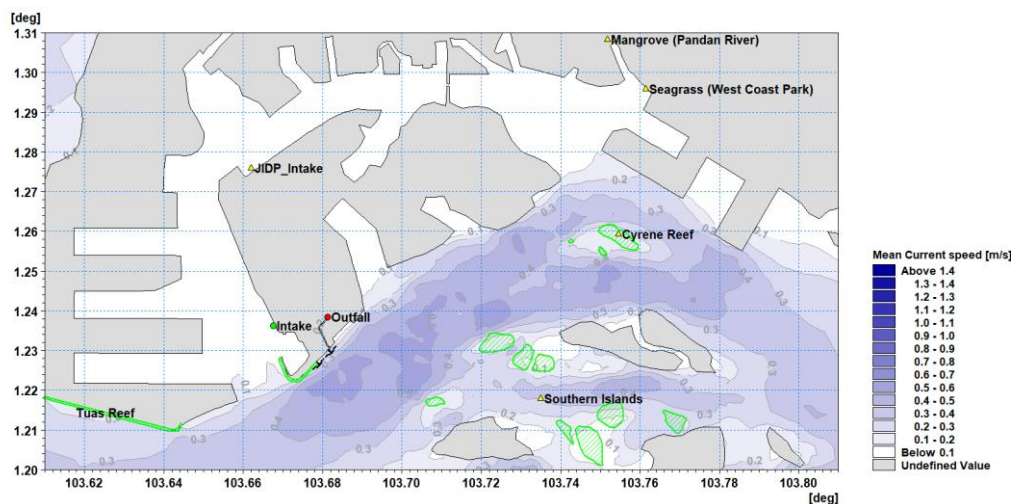 [deg]
1.31
Mangrove (Pandan River)
1.30
Seagrass (West Coast Park)
1.29
1.28
JIDP_Intake
1.27
1.26
Cyrene Reef
1.25
1.24
Intake
Outfall
1.23
1.22
Southern Islands
Tuas Reef
1.21
1.20
103.62 103.64 103.66 103.68 103.70 103.72 103.74 103.76 103.78 103.80
[deg]
Mean Current speed [m/s]
Above 1.4
1.3 - 1.4
1.2 - 1.3
1.1 - 1.2
1.0 - 1.1
0.9 - 1.0
0.8 - 0.9
0.7 - 0.8
0.6 - 0.7
0.5 - 0.6
0.4 - 0.5
0.3 - 0.4
0.2 - 0.3
0.1 - 0.2
Below 0.1
Undefined Value